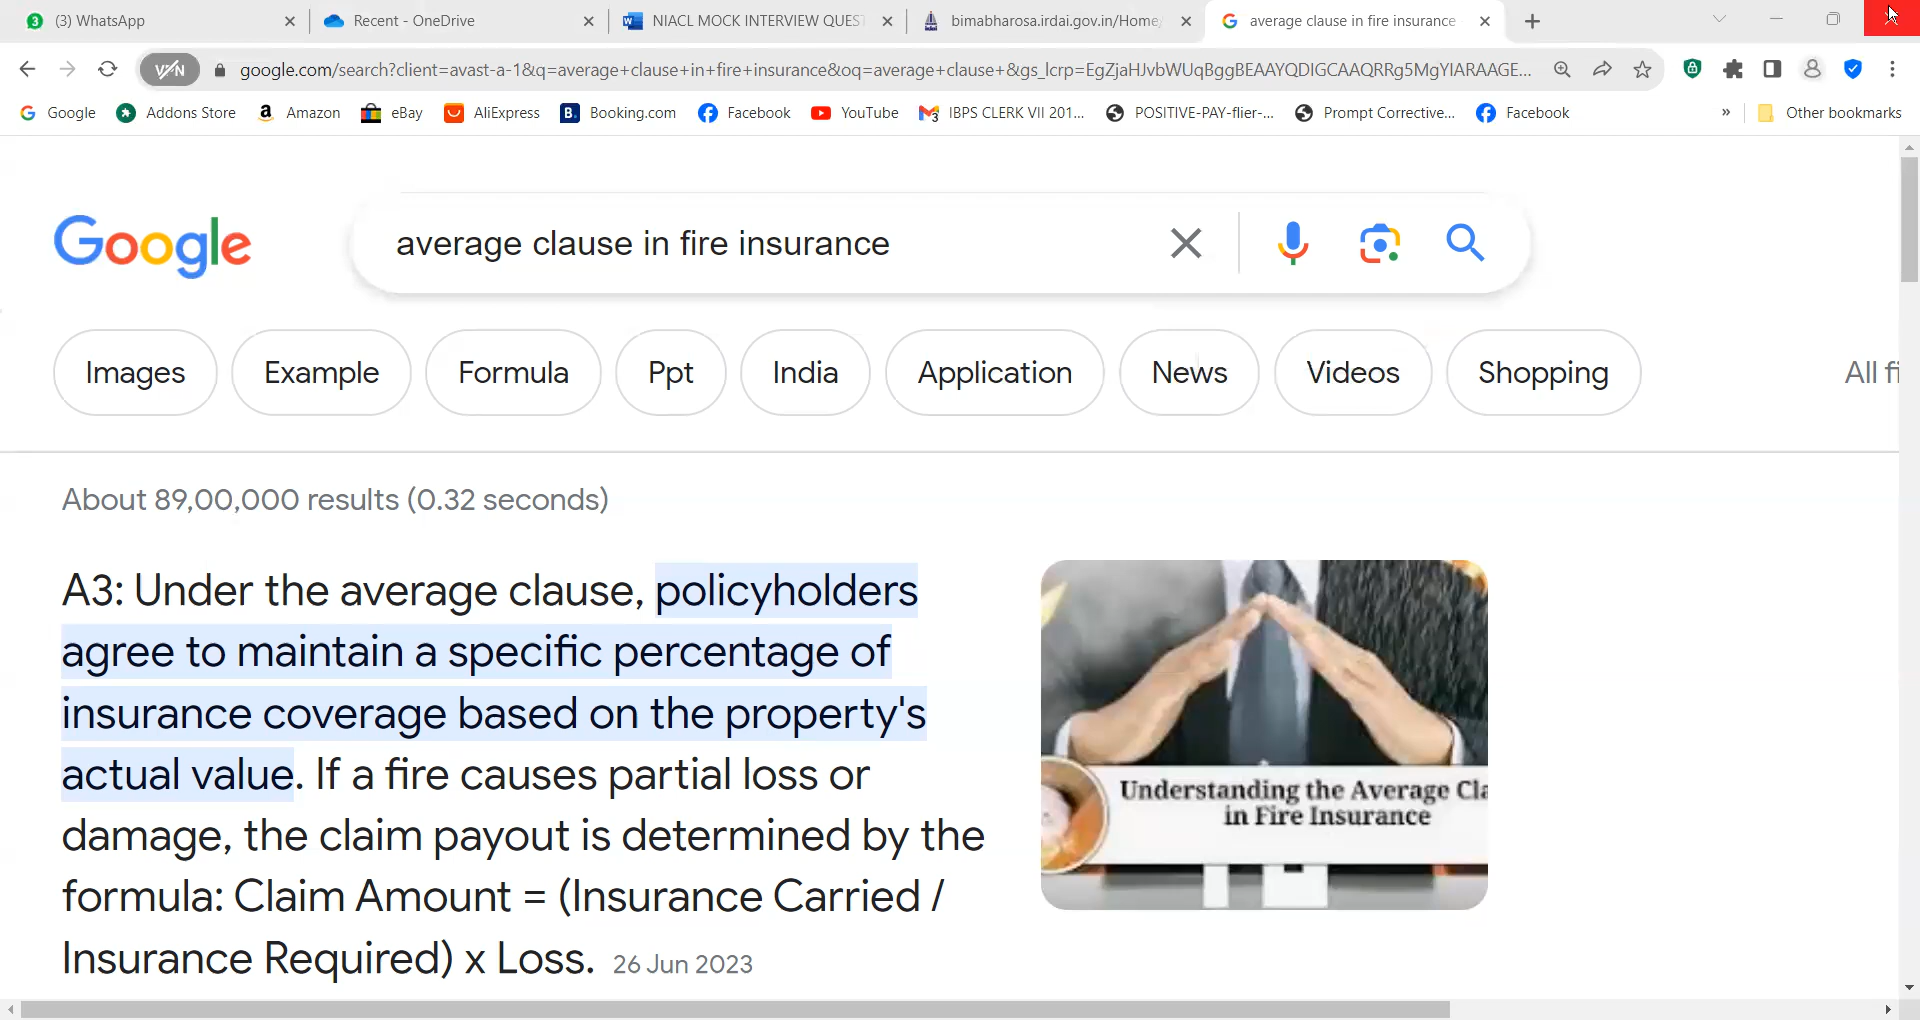 3 (3) WhatsApp Recent - OneDrive NIACL MOCK INTERVIEW QUEST bimabharosa.irdai.gov.in/Home/ average clause in fire insurance
VPN google.com/search?client=avast-a-1&q=average+clause+in+fire+insurance&oq=average+clause+&gs_lcrp=EgZjaHJvbWUqBggBEAAYQDIGCAAQRRg5MgYIARAAGE...
Google Addons Store Amazon eBay AliExpress B. Booking.com Facebook YouTube IBPS CLERK VII 201... POSITIVE-PAY-flier-... Prompt Corrective... Facebook » Other bookmarks
Google average clause in fire insurance
Images Example Formula Ppt India Application News Videos Shopping All fi
About 89,00,000 results (0.32 seconds)
A3: Under the average clause, policyholders
agree to maintain a specific percentage of
insurance coverage based on the property's
actual value. If a fire causes partial loss or
damage, the claim payout is determined by the
formula: Claim Amount = (Insurance Carried /
Insurance Required) x Loss. 26 Jun 2023
Understanding the Average Cla
in Fire Insurance